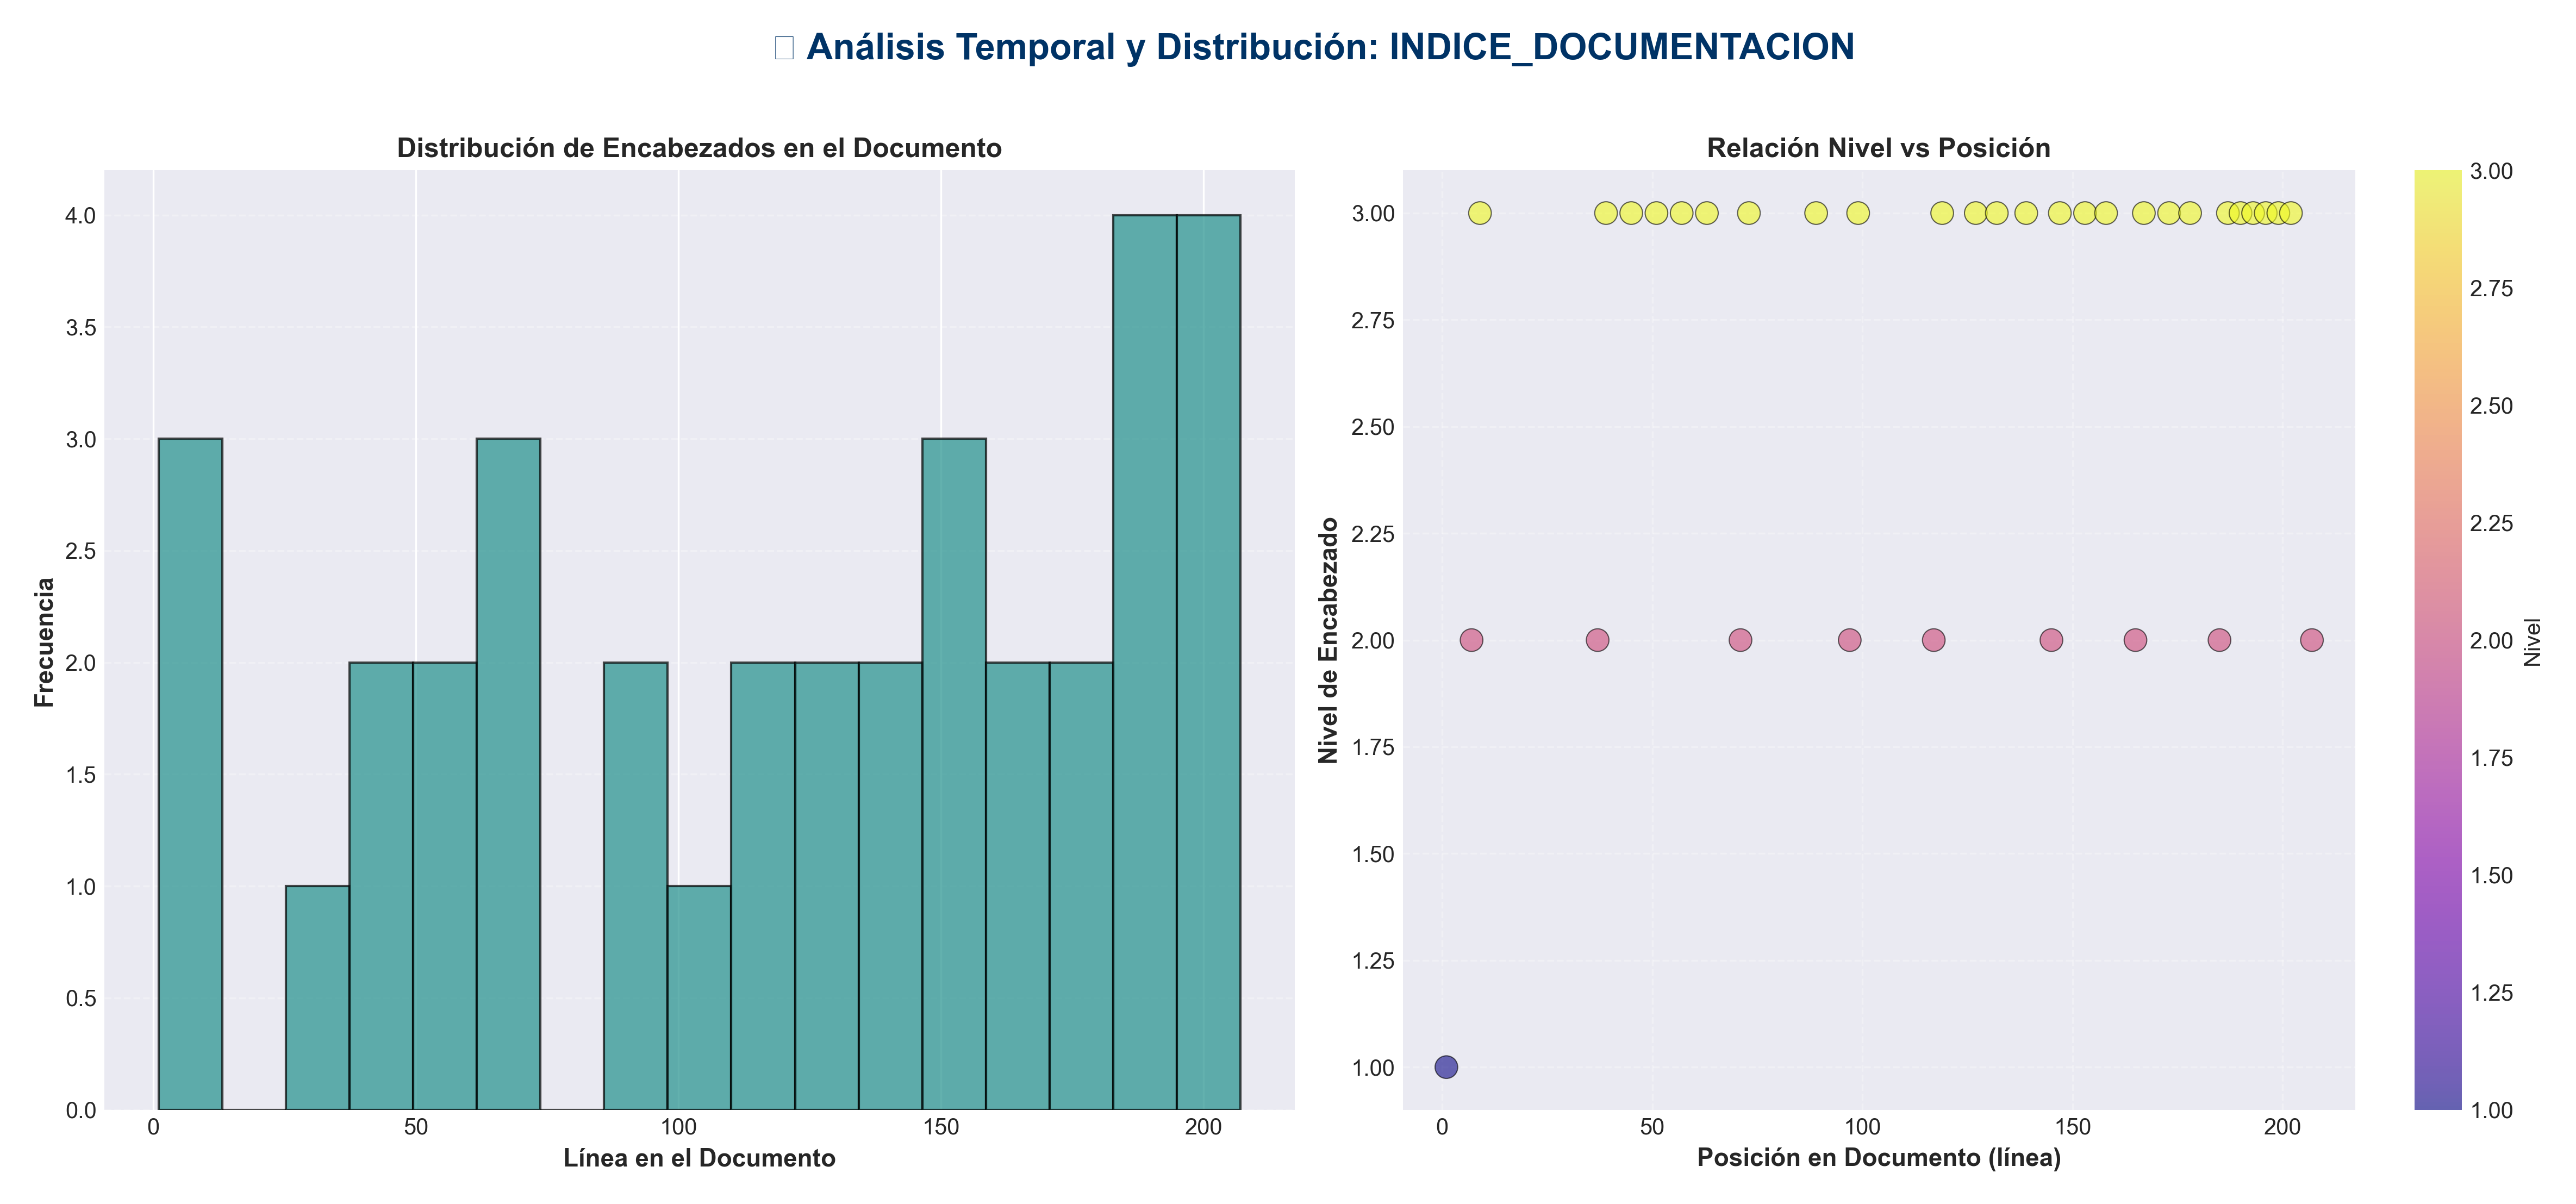 Análisis Temporal y Distribución: INDICE_DOCUMENTACION
Distribución de Encabezados en el Documento
Frecuencia
4.0
3.5
3.0
2.5
2.0
1.5
1.0
0.5
0.0
0 50 100 150 200
Línea en el Documento
Relación Nivel vs Posición
Nivel de Encabezado
3.00
2.75
2.50
2.25
2.00
1.75
1.50
1.25
1.00
0 50 100 150 200
Posición en Documento (línea)
3.00
2.75
2.50
2.25
2.00
1.75
1.50
1.25
1.00
Nivel